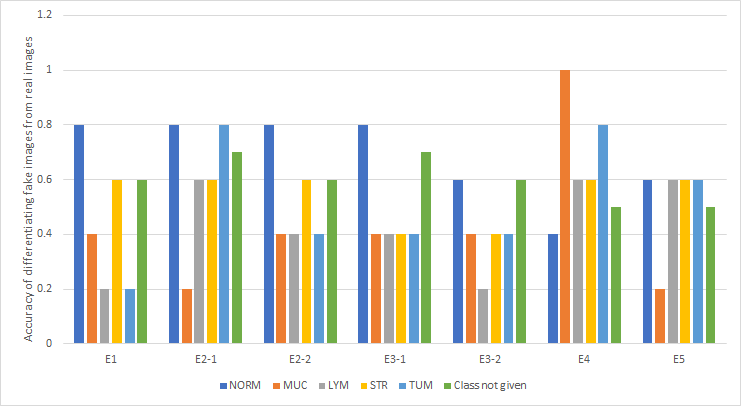 Accuracy of differentiating fake images from real images
1.2
1
0.8
0.6
0.4
0.2
0
E1 E2-1 E2-2 E3-1 E3-2 E4 E5
NORM MUC LYM STR TUM Class not given